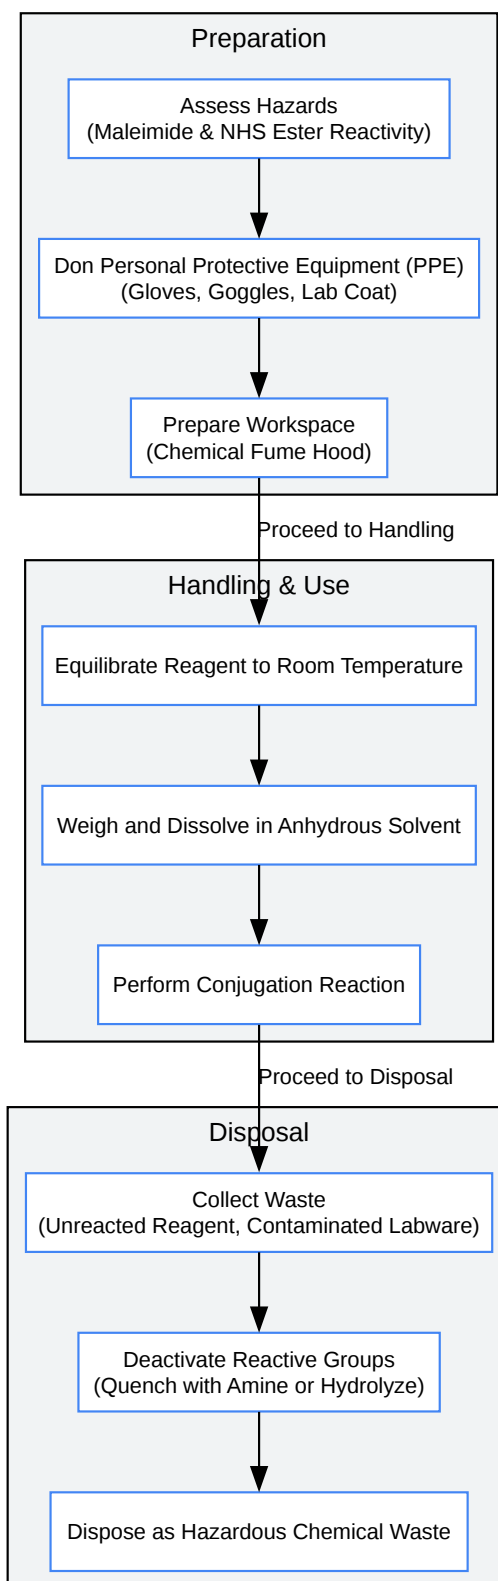 Preparation
Assess Hazards
(Maleimide & NHS Ester Reactivity)
Don Personal Protective Equipment (PPE)
(Gloves, Goggles, Lab Coat)
Prepare Workspace
(Chemical Fume Hood)
Proceed to Handling
Handling & Use
Equilibrate Reagent to Room Temperature
Weigh and Dissolve in Anhydrous Solvent
Perform Conjugation Reaction
Proceed to Disposal
Disposal
Collect Waste
(Unreacted Reagent, Contaminated Labware)
Deactivate Reactive Groups
(Quench with Amine or Hydrolyze)
Dispose as Hazardous Chemical Waste